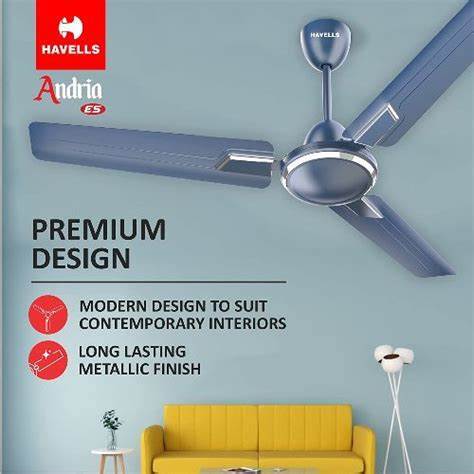 HAVELLS
Andria
ES
HAVELLS
PREMIUM
DESIGN
MODERN DESIGN TO SUIT
CONTEMPORARY INTERIORS
LONG LASTING
METALLIC FINISH